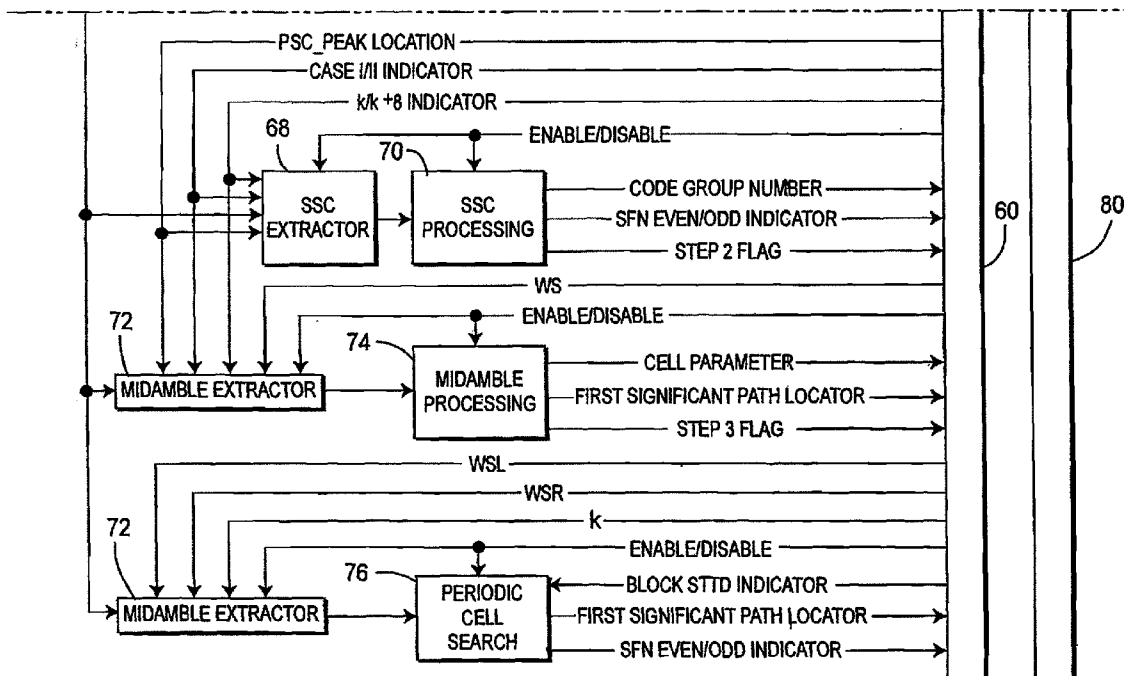 PSC_PEAK LOCATION
CASE I/II INDICATOR
k/k +8 INDICATOR
ENABLE/DISABLE
68
70
SSC
EXTRACTOR
SSC
PROCESSING
CODE GROUP NUMBER
SFN EVEN/ODD INDICATOR
STEP 2 FLAG
60
80
WS
ENABLE/DISABLE
72
MIDAMBLE EXTRACTOR
74
MIDAMBLE
PROCESSING
CELL PARAMETER
FIRST SIGNIFICANT PATH LOCATOR
STEP 3 FLAG
WSL
WSR
k
ENABLE/DISABLE
72
MIDAMBLE EXTRACTOR
76
PERIODIC
CELL
SEARCH
BLOCK STTD INDICATOR
FIRST SIGNIFICANT PATH LOCATOR
SFN EVEN/ODD INDICATOR